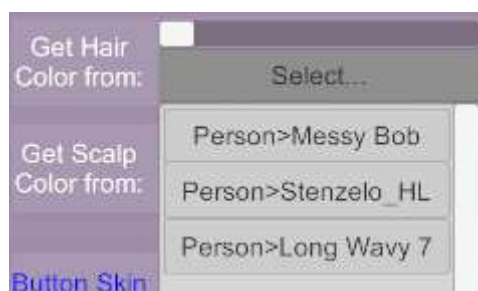 Get Hair
Color from:
Select...
Get Scalp
Color from:
Person>Messy Bob
Person>Stenzelo_HL
Person>Long Wavy 7
Button Skin